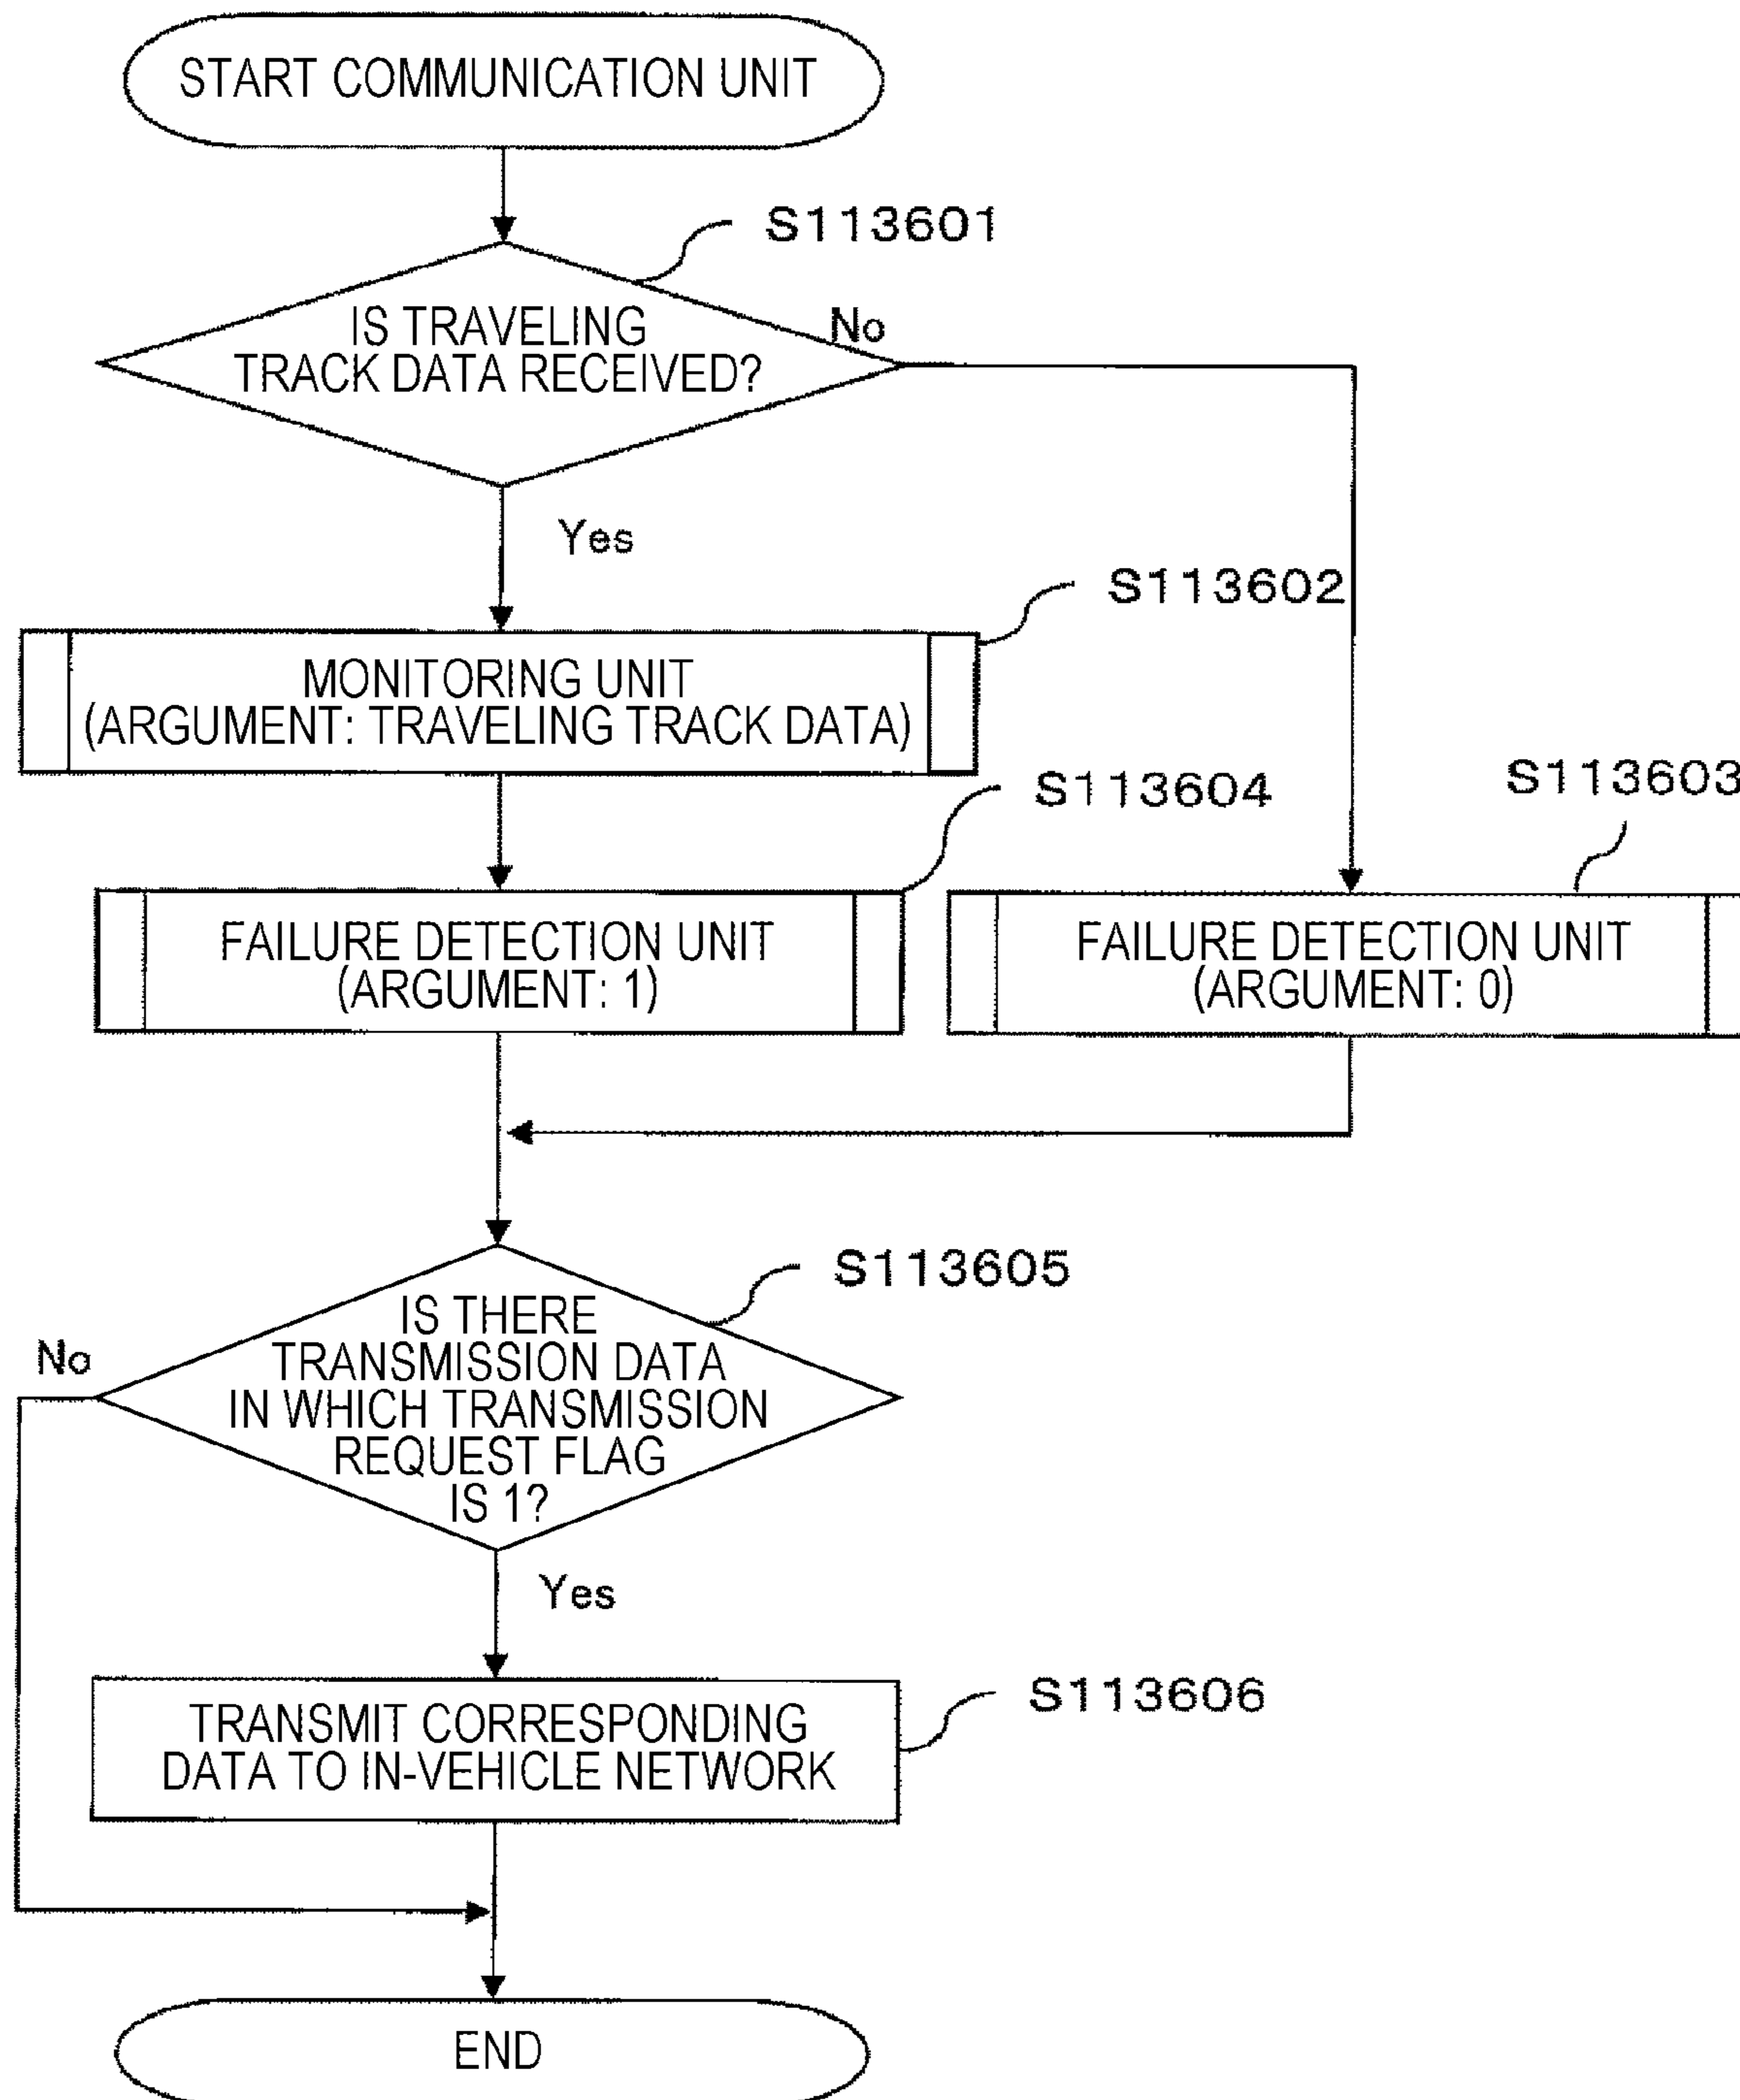 START COMMUNICATION UNIT
S113601
IS TRAVELING
TRACK DATA RECEIVED?
No
Yes
S113602
MONITORING UNIT
(ARGUMENT: TRAVELING TRACK DATA)
S113604
S113603
FAILURE DETECTION UNIT
(ARGUMENT: 1)
FAILURE DETECTION UNIT
(ARGUMENT: 0)
S113605
IS THERE
TRANSMISSION DATA
IN WHICH TRANSMISSION
REQUEST FLAG
IS 1?
No
Yes
S113606
TRANSMIT CORRESPONDING
DATA TO IN-VEHICLE NETWORK
END